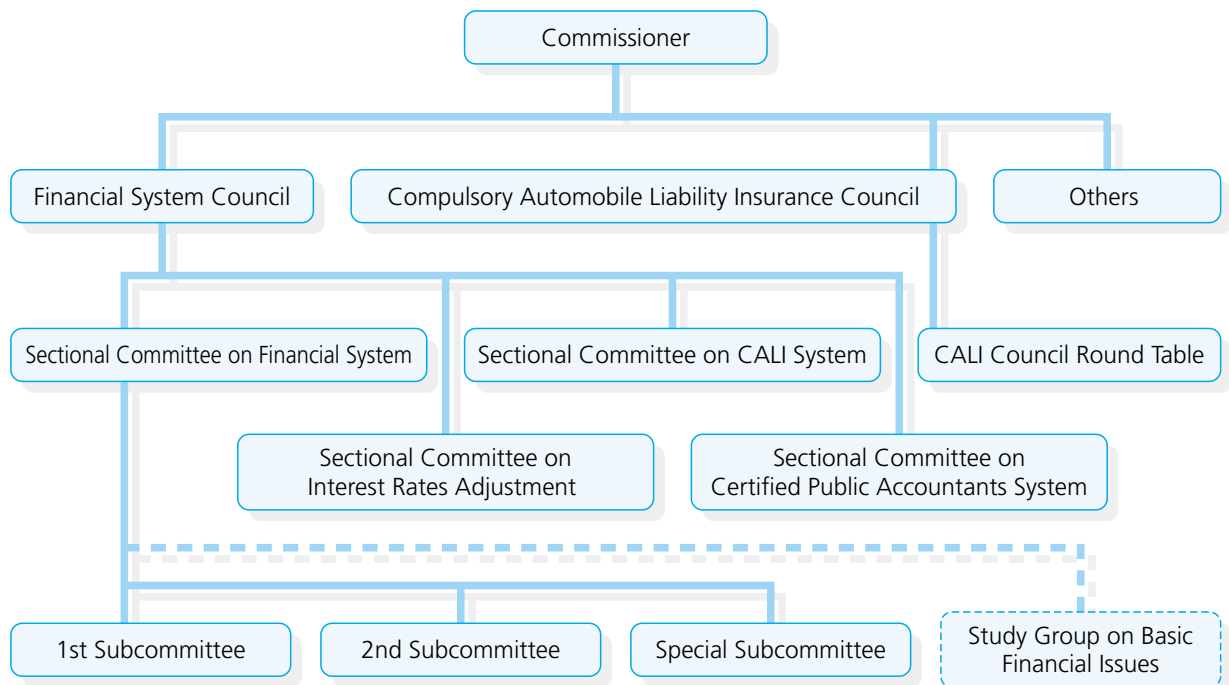 Commissioner
Financial System Council
Compulsory Automobile Liability Insurance Council
Others
Sectional Committee on Financial System
Sectional Committee on CALI System
CALI Council Round Table
Sectional Committee on
Interest Rates Adjustment
Sectional Committee on
Certified Public Accountants System
1st Subcommittee
2nd Subcommittee
Special Subcommittee
Study Group on Basic
Financial Issues